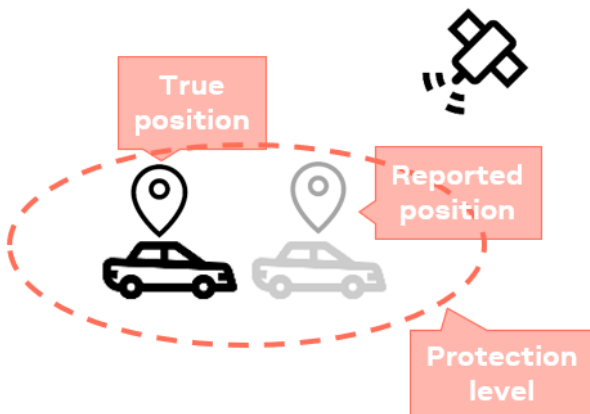 True
position
Reported
position
Protection
level